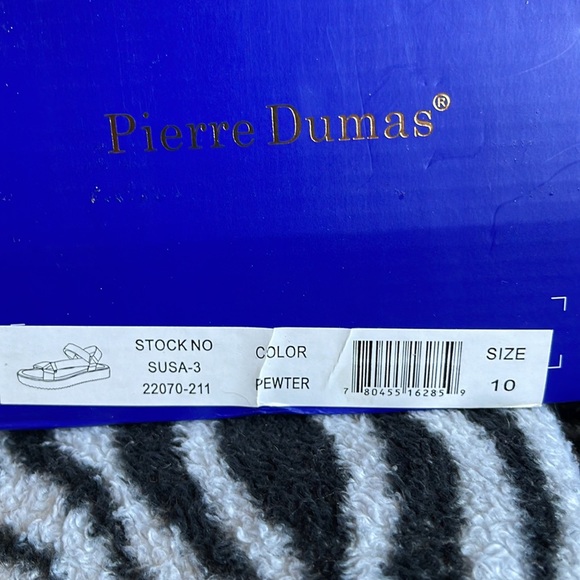 Pierre Dumas®
STOCK NO
SUSA-3
22070-211
COLOR
PEWTER
7 80455 16285 9
SIZE
10